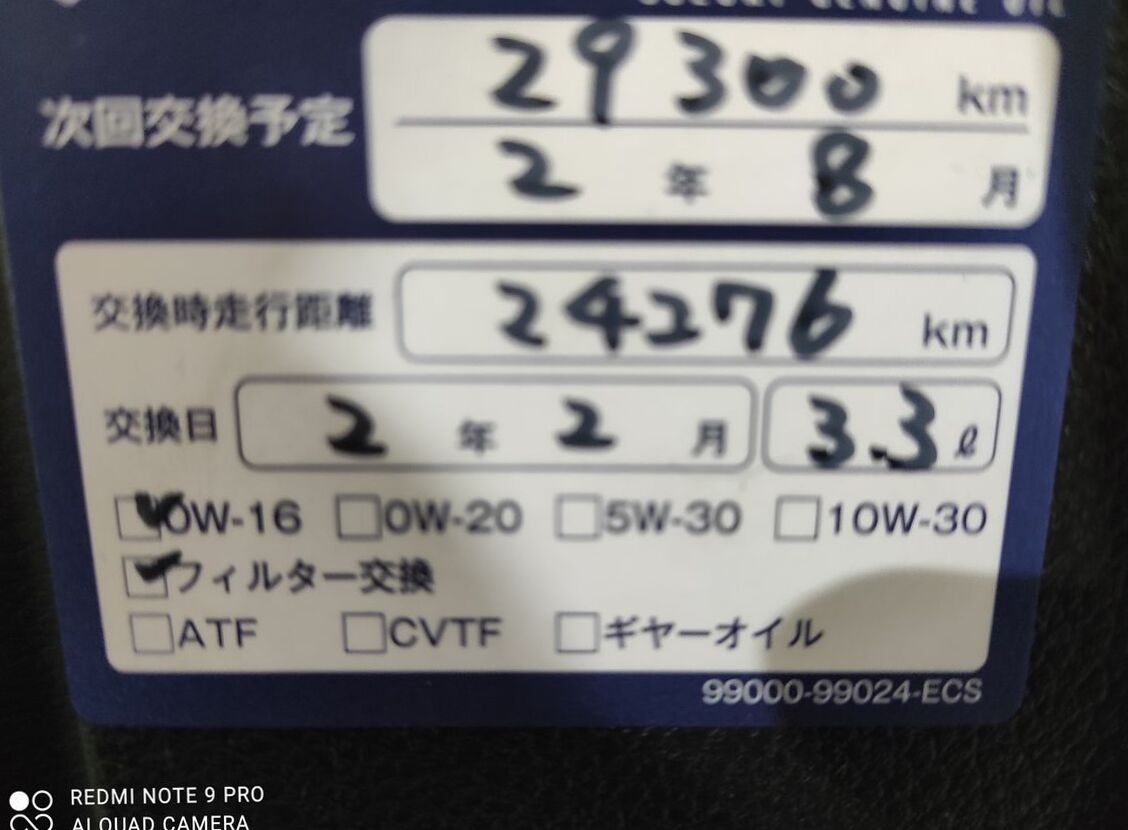 SUZUKI GENUINE OIL
次回交換予定
29300 km
2 年 8 月
交換時走行距離 24276 km
交換日 2 年 2 月 3.3 ℓ
0W-16 0W-20 5W-30 10W-30
フィルター交換
ATF CVTF ギヤーオイル
99000-99024-ECS
REDMI NOTE 9 PRO
AI QUAD CAMERA